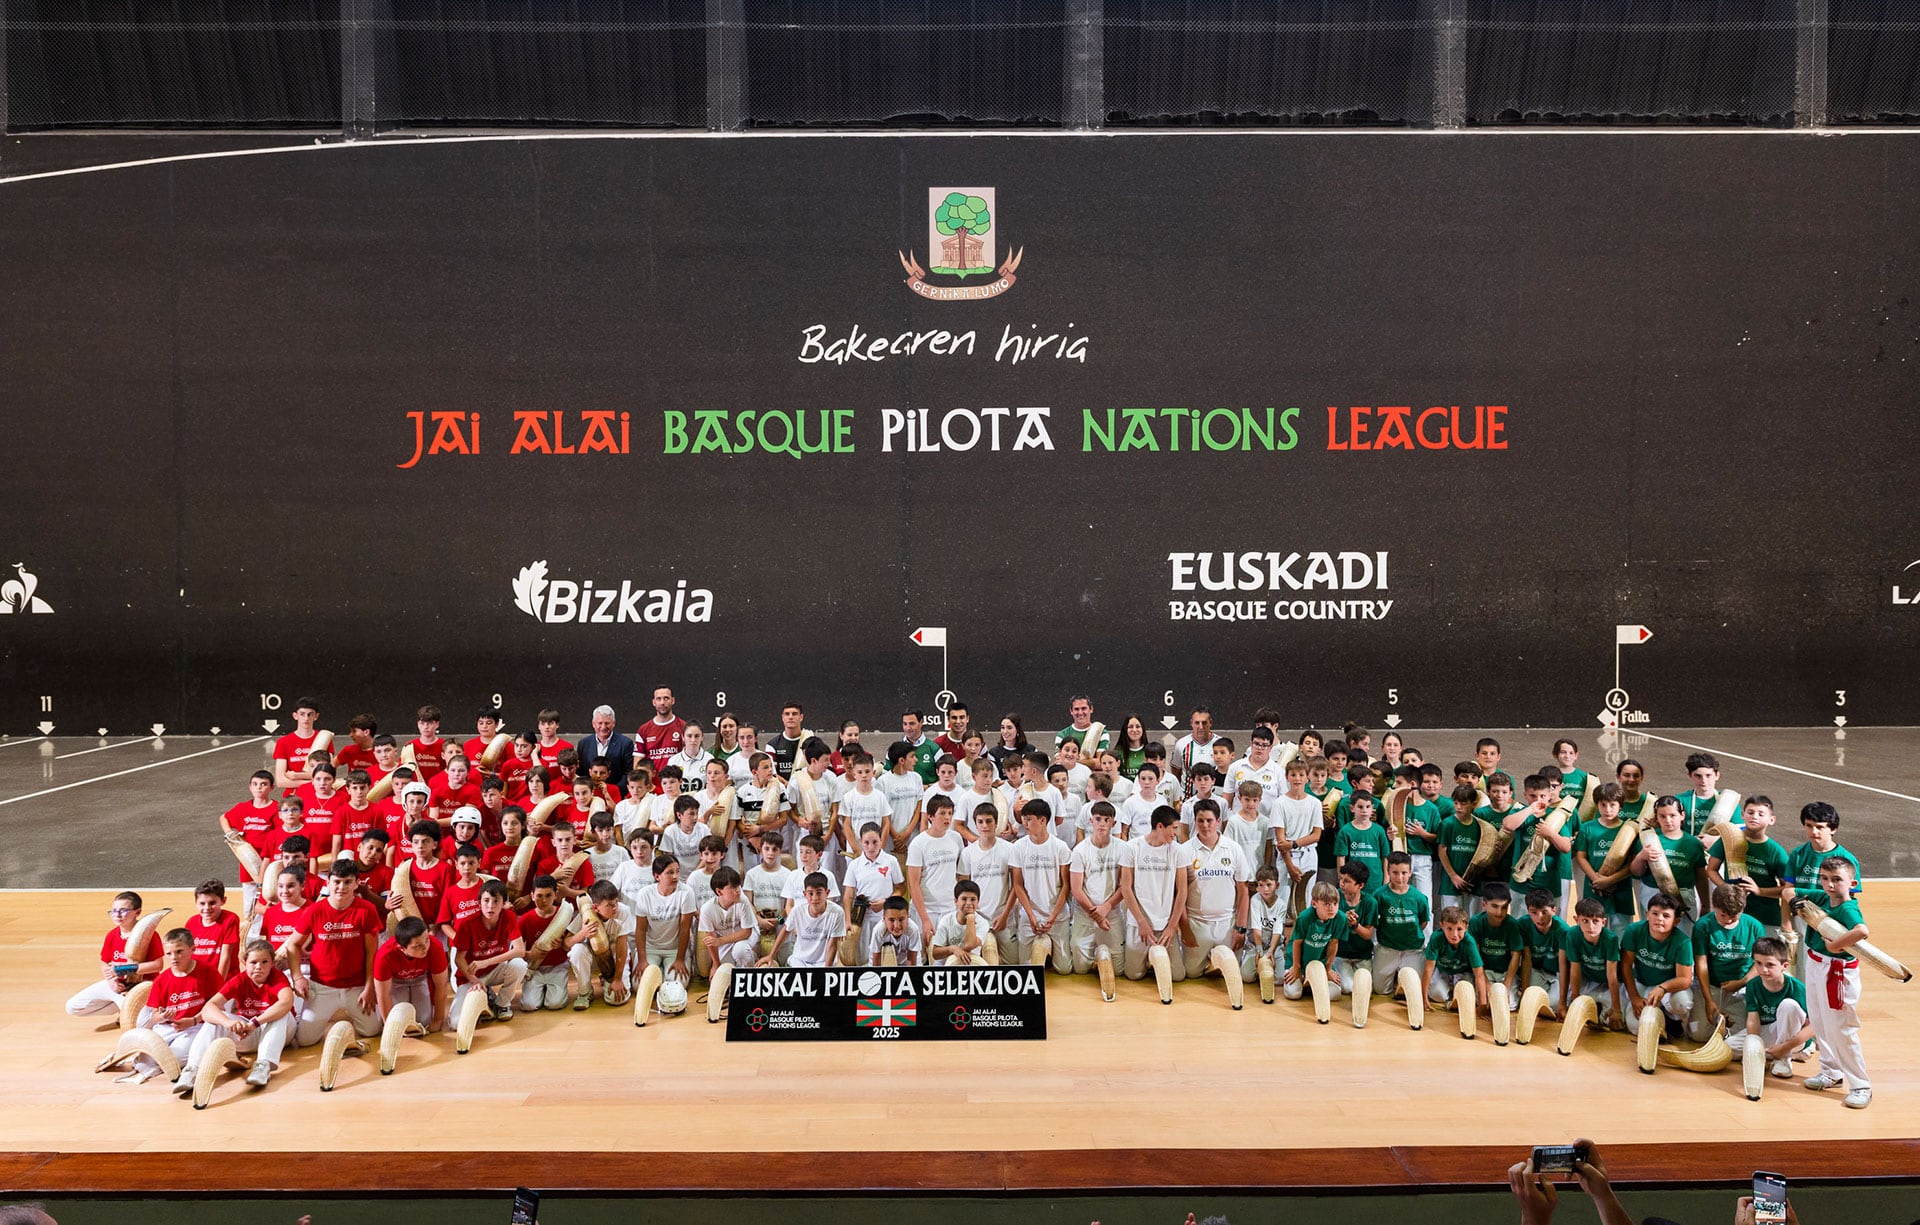 GERNIKA-LUMO
Bakearen hiria
JAI ALAI BASQUE PILOTA NATIONS LEAGUE
Bizkaia
EUSKADI
BASQUE COUNTRY
11
10
9
8
7
6
5
4
3
Falta
EUSKAL PILOTA SELEKZIOA
JAI ALAI
BASQUE PILOTA
NATIONS LEAGUE
JAI ALAI
BASQUE PILOTA
NATIONS LEAGUE
2025
cikautxo